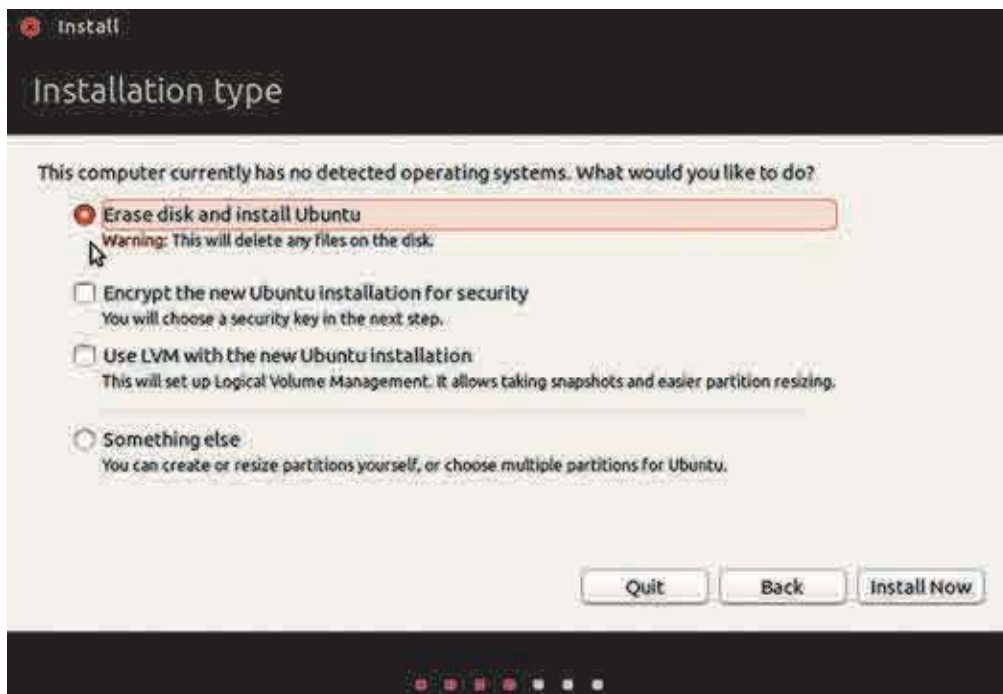 Install
Installation type
This computer currently has no detected operating systems. What would you like to do?
Erase disk and install Ubuntu
Warning: This will delete any files on the disk.
Encrypt the new Ubuntu installation for security
You will choose a security key in the next step.
Use LVM with the new Ubuntu installation
This will set up Logical Volume Management. It allows taking snapshots and easier partition resizing.
Something else
You can create or resize partitions yourself, or choose multiple partitions for Ubuntu.
Quit
Back
Install Now